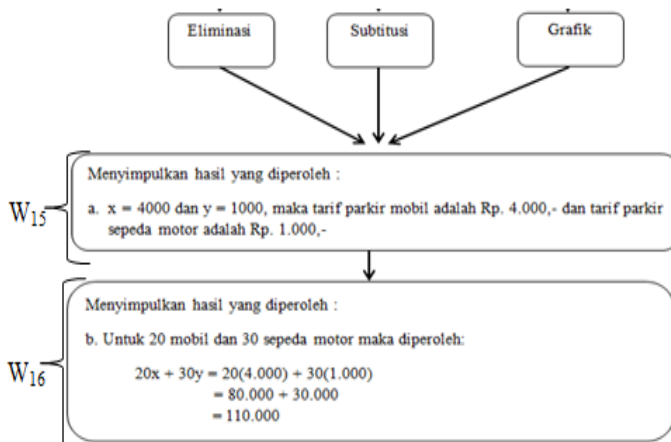 Eliminasi
Subtitusi
Grafik
W15
Menyimpulkan hasil yang diperoleh :
a. x = 4000 dan y = 1000, maka tarif parkir mobil adalah Rp. 4.000,- dan tarif parkir
sepeda motor adalah Rp. 1.000,-
W16
Menyimpulkan hasil yang diperoleh :
b. Untuk 20 mobil dan 30 sepeda motor maka diperoleh:
20x + 30y = 20(4.000) + 30(1.000)
= 80.000 + 30.000
= 110.000